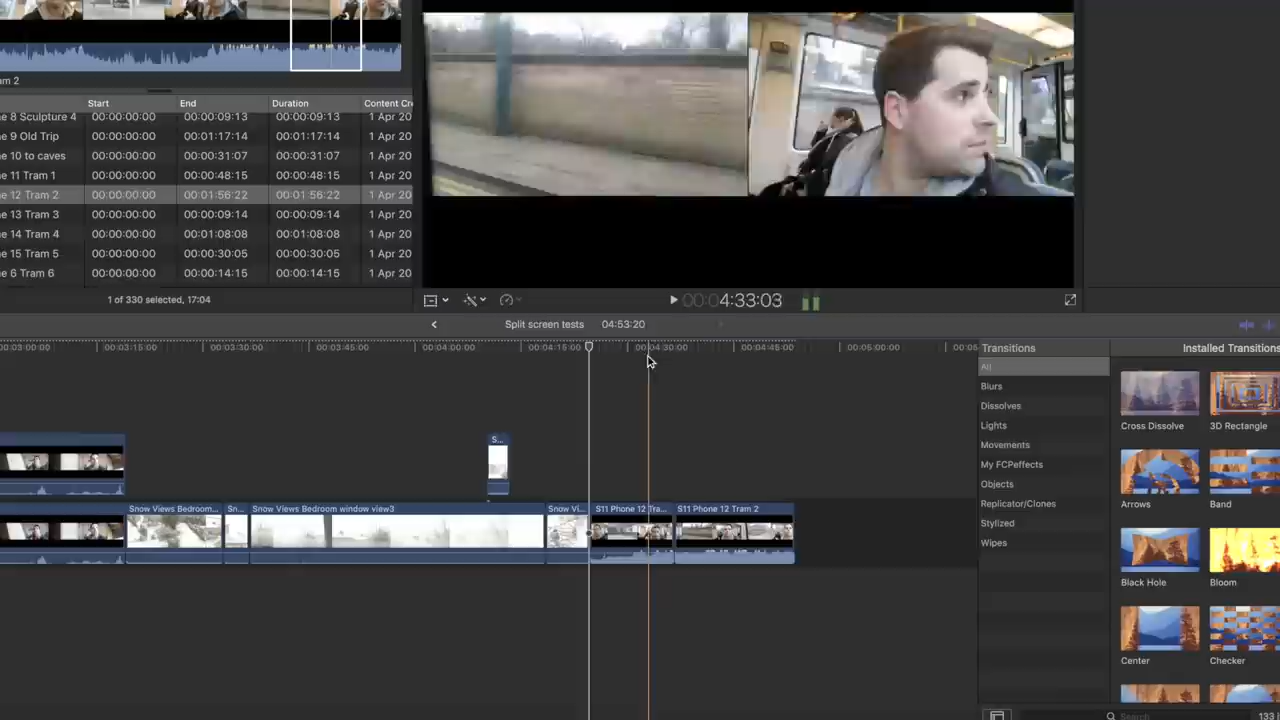 am 2
Start End Duration Content Cr
e 8 Sculpture 4 00:00:00:00 00:00:09:13 00:00:09:13 1 Apr 20
e 9 Old Trip 00:00:00:00 00:01:17:14 00:01:17:14 1 Apr 20
e 10 to caves 00:00:00:00 00:00:31:07 00:00:31:07 1 Apr 20
e 11 Tram 1 00:00:00:00 00:00:48:15 00:00:48:15 1 Apr 20
e 12 Tram 2 00:00:00:00 00:01:56:22 00:01:56:22 1 Apr 20
e 13 Tram 3 00:00:00:00 00:00:09:14 00:00:09:14 1 Apr 20
e 14 Tram 4 00:00:00:00 00:01:08:08 00:01:08:08 1 Apr 20
e 15 Tram 5 00:00:00:00 00:00:30:05 00:00:30:05 1 Apr 20
e 6 Tram 6 00:00:00:00 00:00:14:15 00:00:14:15 1 Apr 20
1 of 330 selected, 17:04
00:04:33:03
Split screen tests 04:53:20
00:03:00:00 00:03:15:00 00:03:30:00 00:03:45:00 00:04:00:00 00:04:15:00 00:04:30:00 00:04:45:00 00:05:00:00 00:05
S...
Snow Views Bedroom... Sn... Snow Views Bedroom window view3 Snow Vi... S11 Phone 12 Tra... S11 Phone 12 Tram 2
Transitions
Installed Transitions
All
Blurs
Dissolves
Lights
Movements
My FCPeffects
Objects
Replicator/Clones
Stylized
Wipes
Cross Dissolve 3D Rectangle
Arrows Band
Black Hole Bloom
Center Checker
Search